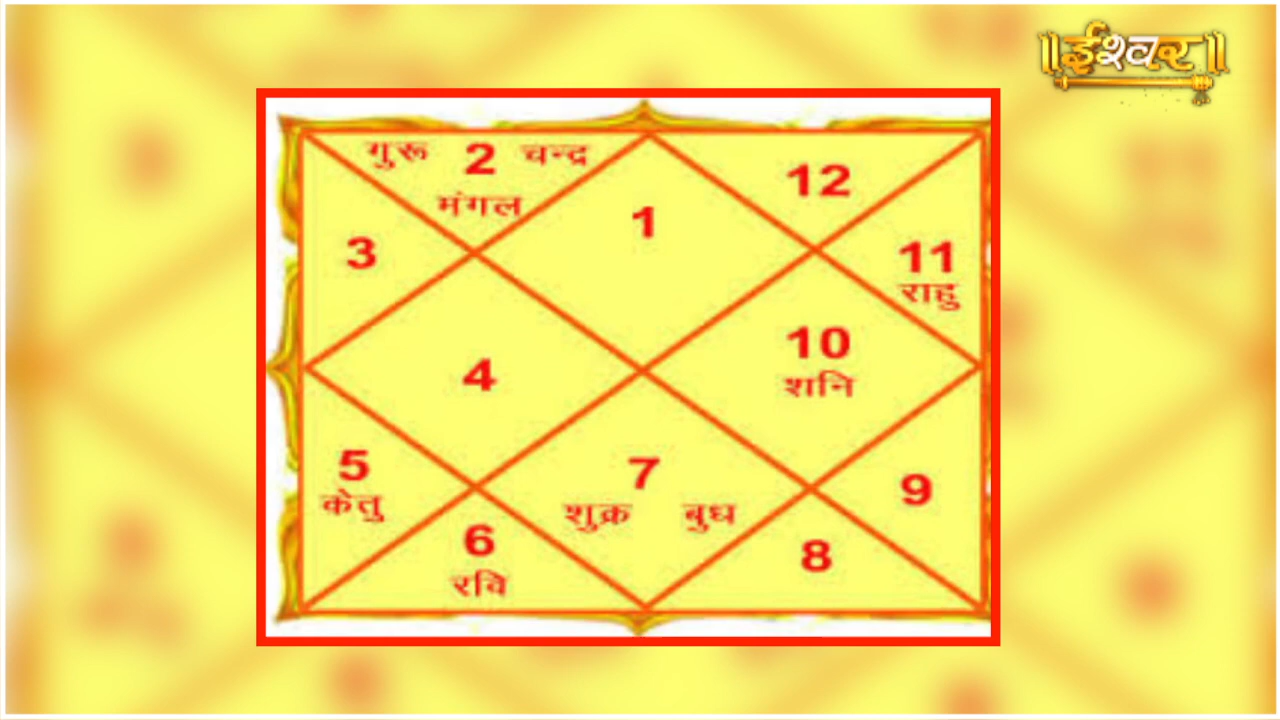 ॥ईश्वर॥
गुरू 2 चन्द्र
मंगल
12
1
3
11
राहु
10
शनि
4
5
केतु
7
शुक्र बुध
9
6
रवि
8